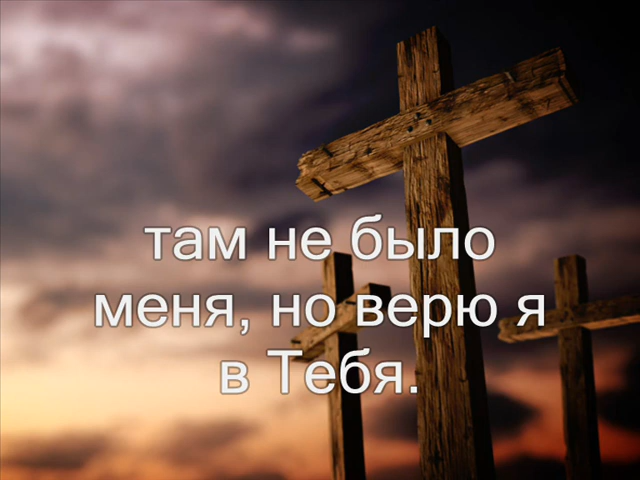 там не было
меня, но верю я
в Тебя.